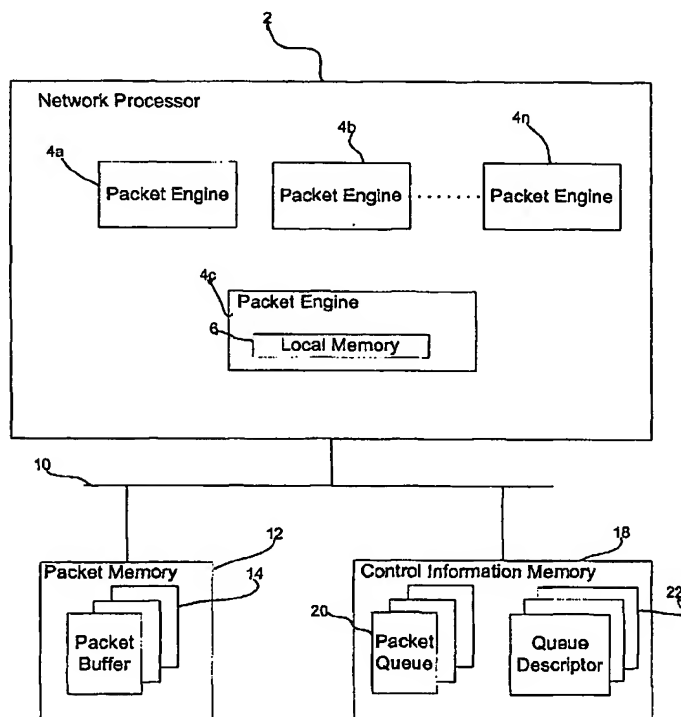 2
Network Processor
4a
4b
4n
Packet Engine
Packet Engine
Packet Engine
4c
Packet Engine
6
Local Memory
10
12
18
Packet Memory
14
Control Information Memory
22
20
Packet
Buffer
Packet
Queue
Queue
Descriptor